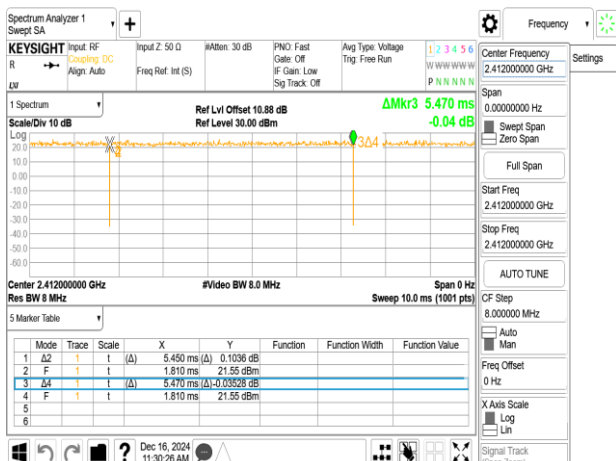 Spectrum Analyzer 1
Swept SA
Frequency
KEYSIGHT
R
Input: RF
Coupling: DC
Align: Auto
Input Z: 50 Ω
Freq Ref: Int (S)
#Atten: 30 dB
PNO: Fast
Gate: Off
IF Gain: Low
Sig Track: Off
Avg Type: Voltage
Trig: Free Run
1 2 3 4 5 6
W W W W W W
P N N N N N
1 Spectrum
Scale/Div 10 dB
Ref Lvl Offset 10.88 dB
Ref Level 30.00 dBm
ΔMkr3 5.470 ms
-0.04 dB
Log
20.0
10.0
0.00
-10.0
-20.0
-30.0
-40.0
-50.0
-60.0
3Δ4
Center 2.412000000 GHz
Res BW 8 MHz
#Video BW 8.0 MHz
Span 0 Hz
Sweep 10.0 ms (1001 pts)
5 Marker Table
Mode Trace Scale X Y Function Function Width Function Value
1 Δ2 1 t (Δ) 5.450 ms (Δ) 0.1036 dB
2 F 1 t 1.810 ms 21.55 dBm
3 Δ4 1 t (Δ) 5.470 ms (Δ) -0.03528 dB
4 F 1 t 1.810 ms 21.55 dBm
5
6
Dec 16, 2024
11:30:26 AM
Center Frequency
2.412000000 GHz
Settings
Span
0.00000000 Hz
Swept Span
Zero Span
Full Span
Start Freq
2.412000000 GHz
Stop Freq
2.412000000 GHz
AUTO TUNE
CF Step
8.000000 MHz
Auto
Man
Freq Offset
0 Hz
X Axis Scale
Log
Lin
Signal Track